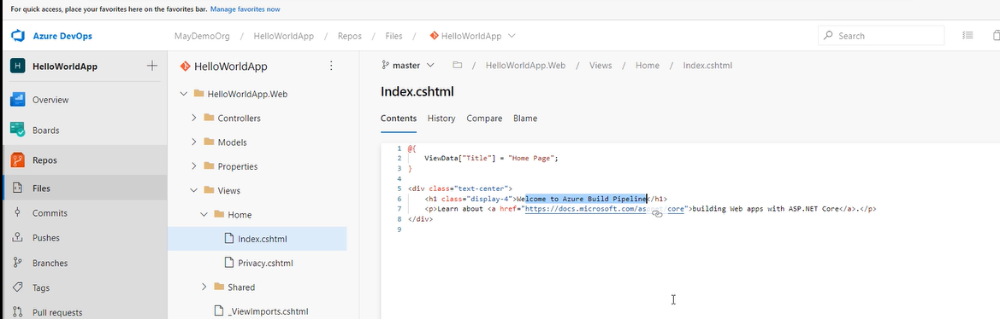 For quick access, place your favorites here on the favorites bar. Manage favorites now
Azure DevOps
MayDemoOrg / HelloWorldApp / Repos / Files / HelloWorldApp
Search
H HelloWorldApp
Overview
Boards
Repos
Files
Commits
Pushes
Branches
Tags
Pull requests
HelloWorldApp
HelloWorldApp.Web
Controllers
Models
Properties
Views
Home
Index.cshtml
Privacy.cshtml
Shared
_ViewImports.cshtml
master / HelloWorldApp.Web / Views / Home / Index.cshtml
Index.cshtml
Contents History Compare Blame
1 @{
2 ViewData["Title"] = "Home Page";
3 }
4
5 <div class="text-center">
6 <h1 class="display-4">Welcome to Azure Build Pipeline</h1>
7 <p>Learn about <a href="https://docs.microsoft.com/as /core">building Web apps with ASP.NET Core</a>.</p>
8 </div>
9